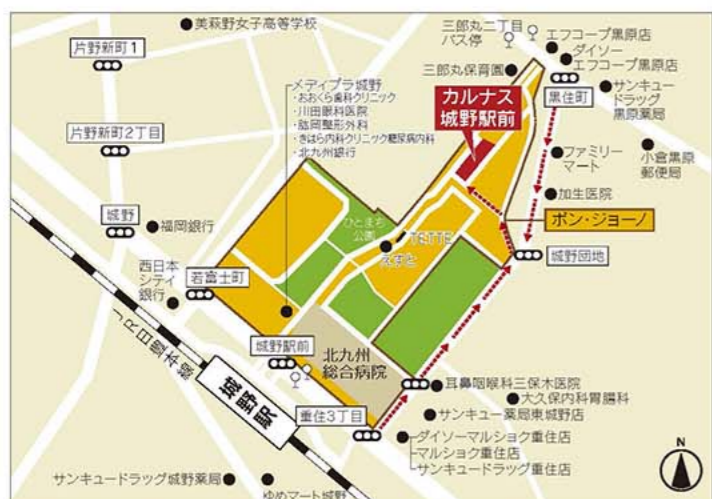 美萩野女子高等学校
片野新町1
三郎丸二丁目
バス停
エフコープ黒原店
ダイソー
エフコープ黒原店
三郎丸保育園
黒住町
サンキュー
ドラッグ
黒原薬局
メディプラ城野
・おおくら歯科クリニック
・川田眼科医院
・脇岡整形外科
・きはら内科クリニック糖尿病内科
・北九州銀行
カルナス
城野駅前
片野新町2丁目
ファミリー
マート
小倉黒原
郵便局
加生医院
城野
福岡銀行
ひとまち
公園
TETTE
えすと
ボン・ジョーノ
城野団地
西日本
シティ
銀行
若富士町
JR日豊本線
城野駅
城野駅前
北九州
総合病院
耳鼻咽喉科三保木医院
大久保内科胃腸科
サンキュー薬局東城野店
重住3丁目
ダイソーマルショク重住店
マルショク重住店
サンキュードラッグ重住店
サンキュードラッグ城野薬局
ゆめマート城野
N